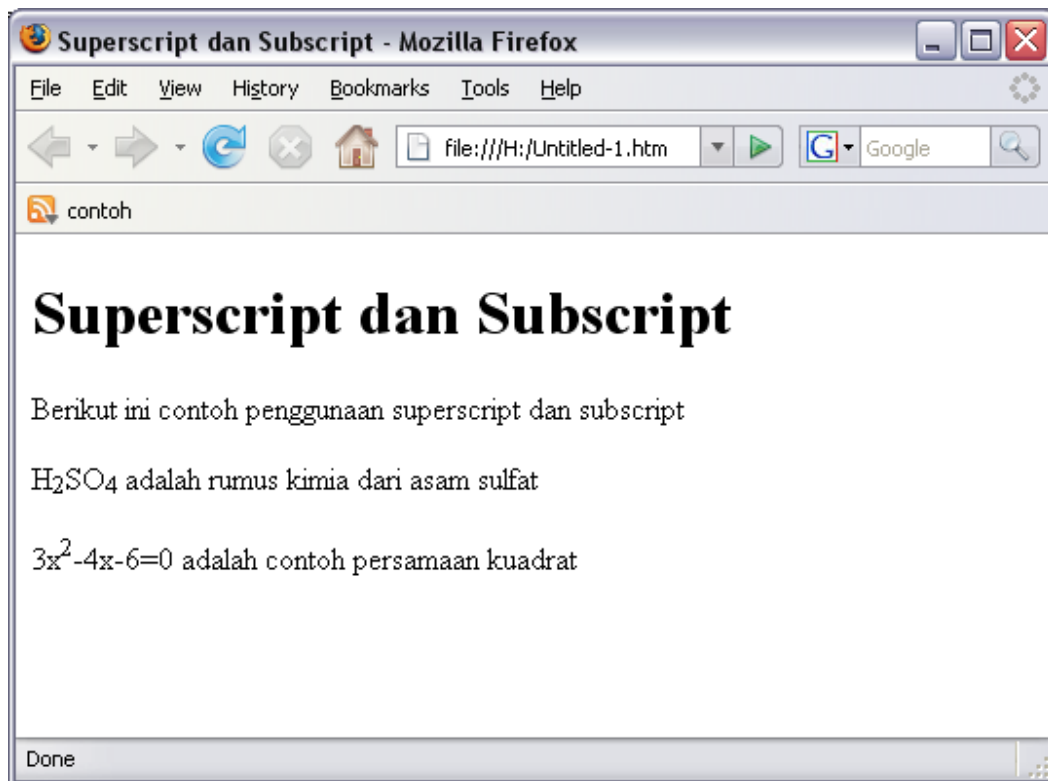 Superscript dan Subscript - Mozilla Firefox
File Edit View History Bookmarks Tools Help
file:///H:/Untitled-1.htm G Google
contoh
Superscript dan Subscript
Berikut ini contoh penggunaan superscript dan subscript
H₂SO₄ adalah rumus kimia dari asam sulfat
3x²-4x-6=0 adalah contoh persamaan kuadrat
Done